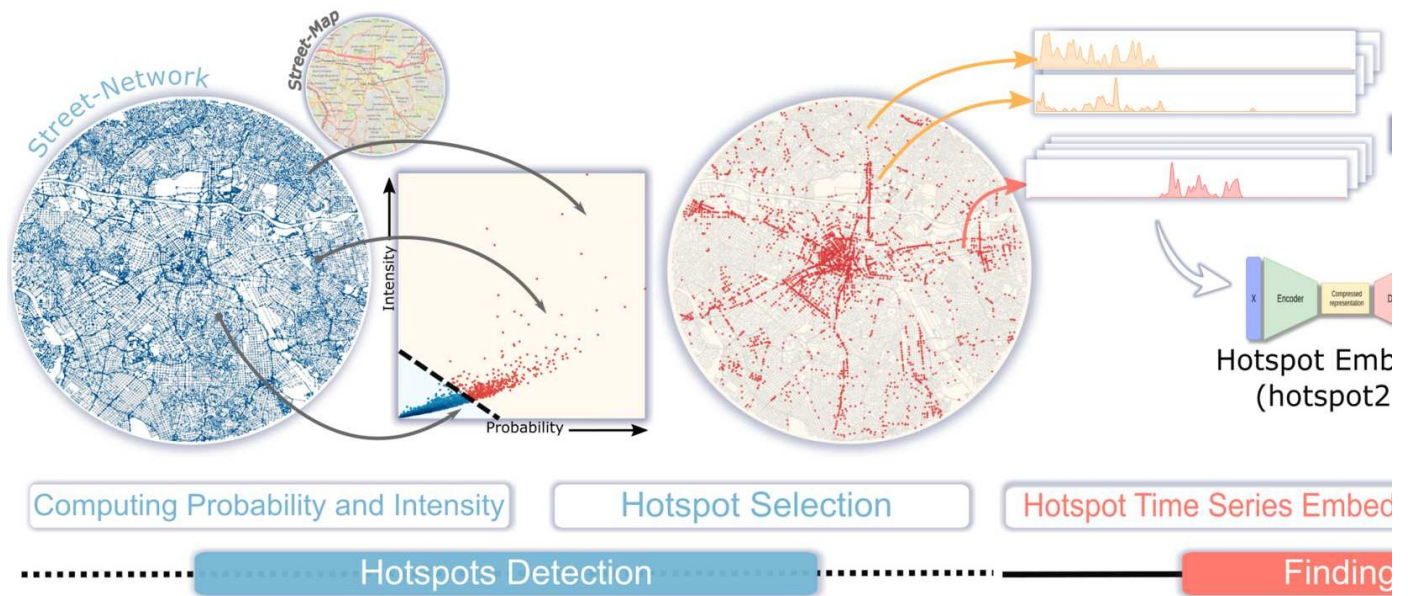 Street-Map
Street-Network
Intensity
Probability
X
Encoder
Compressed
representation
D
Hotspot Emb
(hotspot2
Computing Probability and Intensity
Hotspot Selection
Hotspot Time Series Embed
Hotspots Detection
Finding